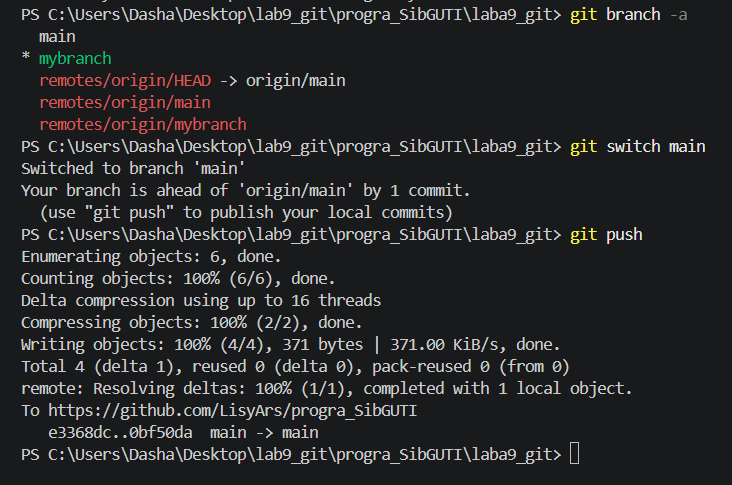 PS C:\Users\Dasha\Desktop\lab9_git\progra_SibGUTI\laba9_git> git branch -a
  main
* mybranch
  remotes/origin/HEAD -> origin/main
  remotes/origin/main
  remotes/origin/mybranch
PS C:\Users\Dasha\Desktop\lab9_git\progra_SibGUTI\laba9_git> git switch main
Switched to branch 'main'
Your branch is ahead of 'origin/main' by 1 commit.
  (use "git push" to publish your local commits)
PS C:\Users\Dasha\Desktop\lab9_git\progra_SibGUTI\laba9_git> git push
Enumerating objects: 6, done.
Counting objects: 100% (6/6), done.
Delta compression using up to 16 threads
Compressing objects: 100% (2/2), done.
Writing objects: 100% (4/4), 371 bytes | 371.00 KiB/s, done.
Total 4 (delta 1), reused 0 (delta 0), pack-reused 0 (from 0)
remote: Resolving deltas: 100% (1/1), completed with 1 local object.
To https://github.com/LisyArs/progra_SibGUTI
   e3368dc..0bf50da  main -> main
PS C:\Users\Dasha\Desktop\lab9_git\progra_SibGUTI\laba9_git>